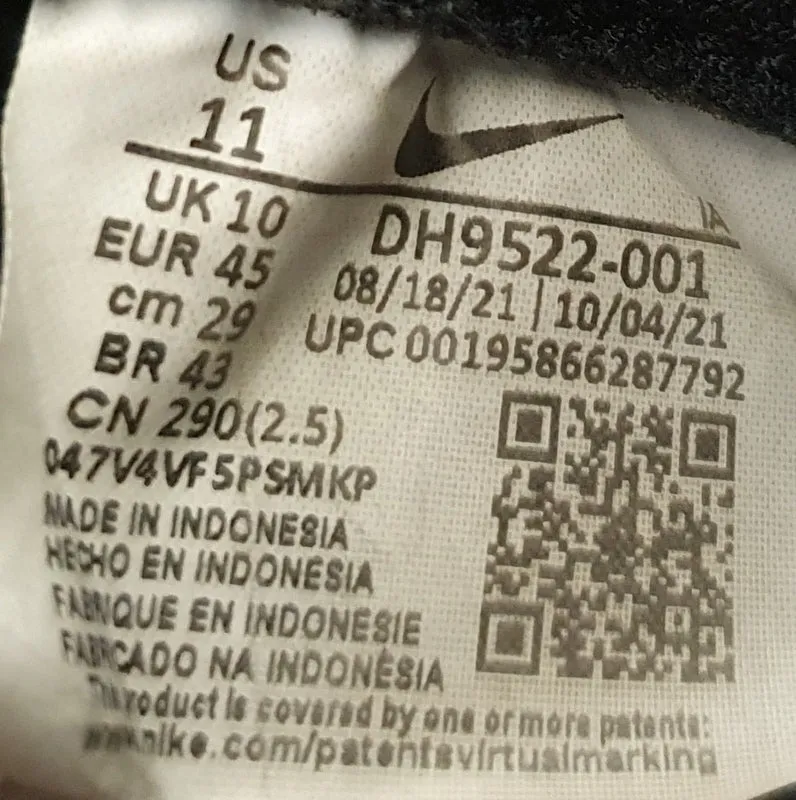 US
11
UK 10
EUR 45
cm 29
BR 43
CN 290(2.5)
047V4VF5PSMKP
MADE IN INDONESIA
HECHO EN INDONESIA
FABRIQUE EN INDONESIE
FABRICADO NA INDONÉSIA
This product is covered by one or more patents:
www.nike.com/patentsvirtualmarking
IA
DH9522-001
08/18/21 | 10/04/21
UPC 00195866287792